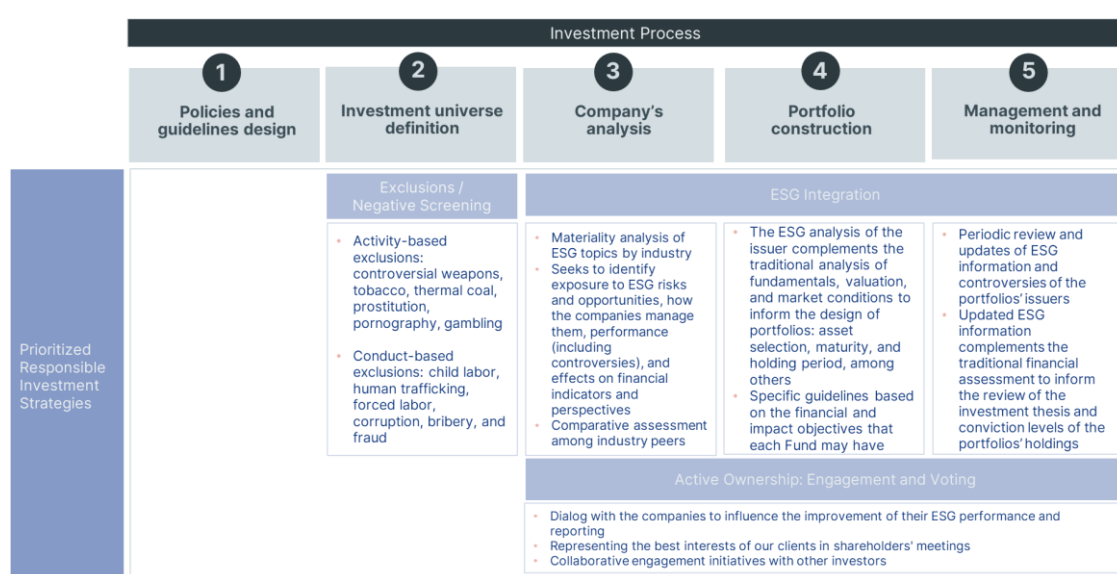 Investment Process
1
Policies and
guidelines design
2
Investment universe
definition
3
Company's
analysis
4
Portfolio
construction
5
Management and
monitoring
Prioritized
Responsible
Investment
Strategies
Exclusions /
Negative Screening
• Activity-based
exclusions:
controversial weapons,
tobacco, thermal coal,
prostitution,
pornography, gambling
• Conduct-based
exclusions: child labor,
human trafficking,
forced labor,
corruption, bribery, and
fraud
ESG Integration
• Materiality analysis of
ESG topics by industry
• Seeks to identify
exposure to ESG risks
and opportunities, how
the companies manage
them, performance
(including
controversies), and
effects on financial
indicators and
perspectives
• Comparative assessment
among industry peers
• The ESG analysis of the
issuer complements the
traditional analysis of
fundamentals, valuation,
and market conditions to
inform the design of
portfolios: asset
selection, maturity, and
holding period, among
others
• Specific guidelines based
on the financial and
impact objectives that
each Fund may have
• Periodic review and
updates of ESG
information and
controversies of the
portfolios' issuers
• Updated ESG
information
complements the
traditional financial
assessment to inform
the review of the
investment thesis and
conviction levels of the
portfolios' holdings
Active Ownership: Engagement and Voting
• Dialog with the companies to influence the improvement of their ESG performance and
reporting
• Representing the best interests of our clients in shareholders' meetings
• Collaborative engagement initiatives with other investors